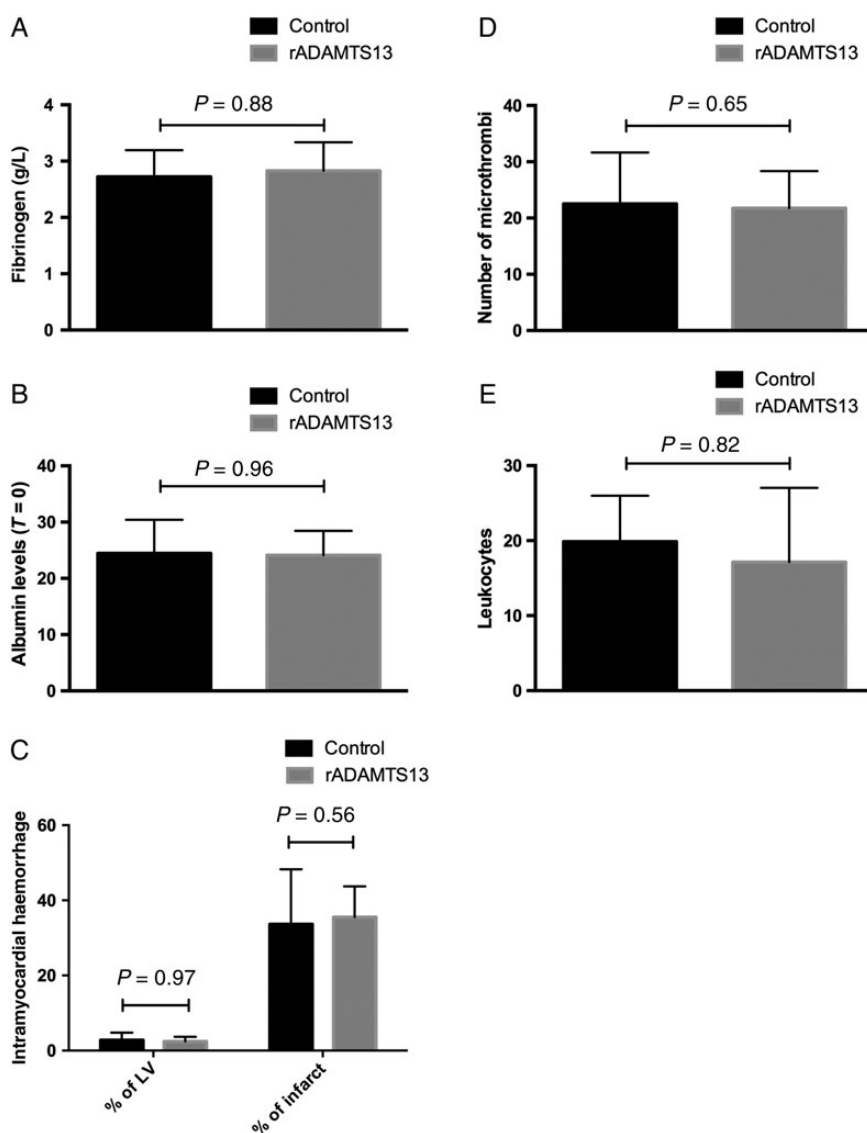 A
Control
rADAMTS13
P = 0.88
Fibrinogen (g/L)
4
3
2
1
0
B
Control
rADAMTS13
P = 0.96
Albumin levels (T = 0)
40
30
20
10
0
C
Control
rADAMTS13
P = 0.56
P = 0.97
Intramyocardial haemorrhage
60
40
20
0
% of LV
% of infarct
D
Control
rADAMTS13
P = 0.65
Number of microthrombi
40
30
20
10
0
E
Control
rADAMTS13
P = 0.82
Leukocytes
30
20
10
0